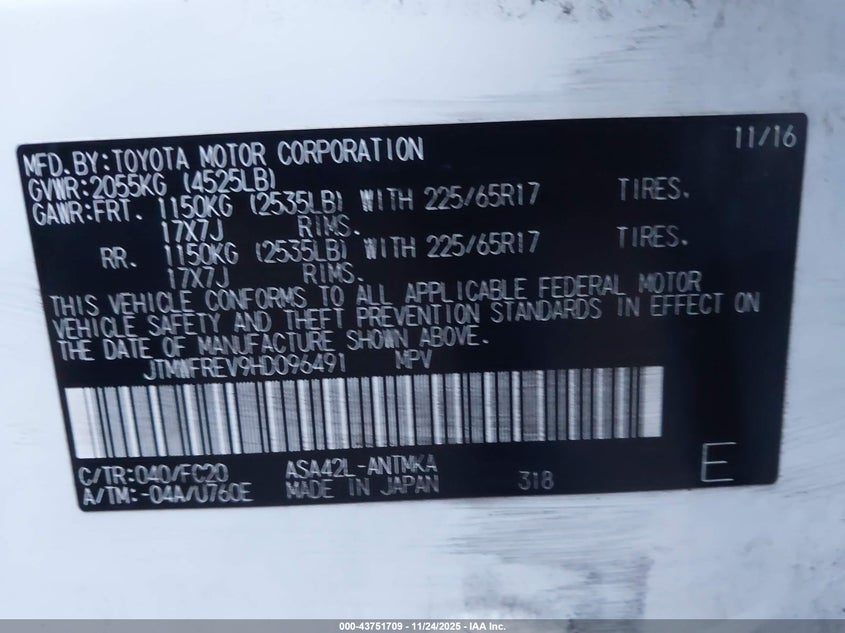 MFD.BY:TOYOTA MOTOR CORPORATION 11/16
GVWR:2055KG (4525LB)
GAWR:FRT. 1150KG (2535LB) WITH 225/65R17 TIRES.
17X7J RIMS.
RR. 1150KG (2535LB) WITH 225/65R17 TIRES.
17X7J RIMS.
THIS VEHICLE CONFORMS TO ALL APPLICABLE FEDERAL MOTOR
VEHICLE SAFETY AND THEFT PREVENTION STANDARDS IN EFFECT ON
THE DATE OF MANUFACTURE SHOWN ABOVE.
JTMWFREV9HD096491 MPV
C/TR:040/FC20 ASA42L-ANTMKA
A/TM:-04A/U760E MADE IN JAPAN 318 E
000-43751709 - 11/24/2025 - IAA Inc.